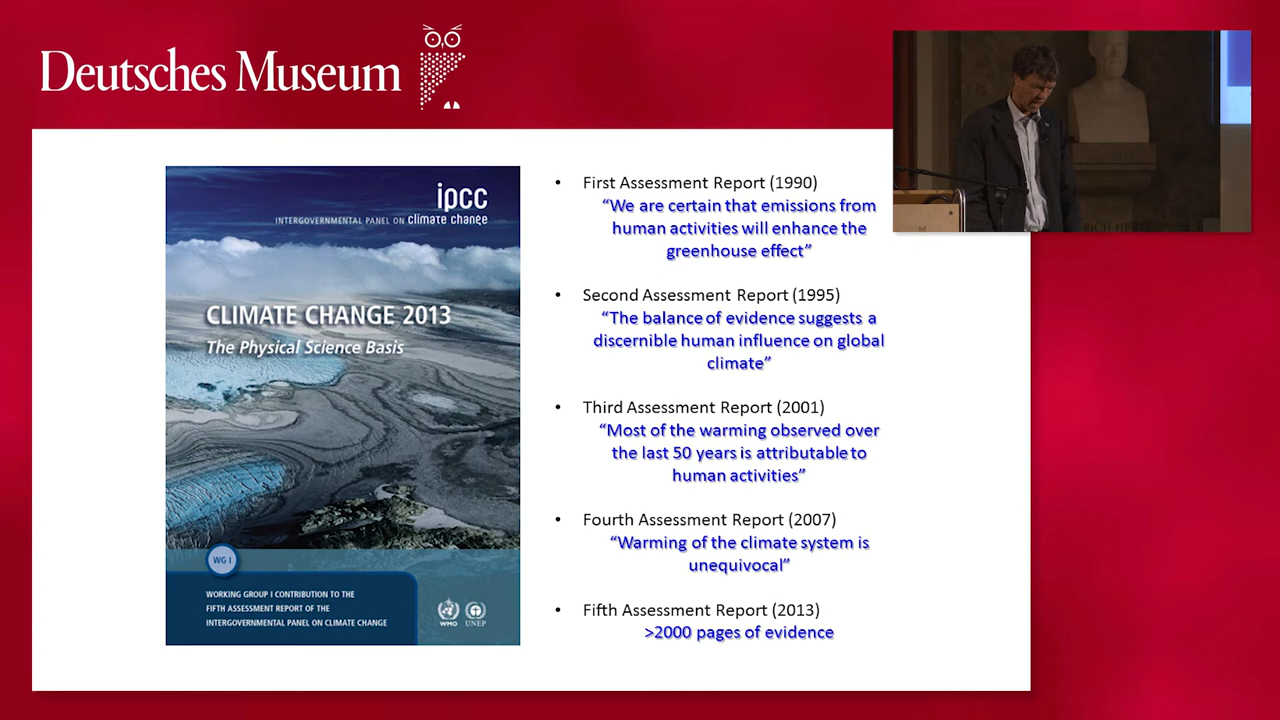 Deutsches Museum
ipcc
INTERGOVERNMENTAL PANEL ON climate change
CLIMATE CHANGE 2013
The Physical Science Basis
WG I
WORKING GROUP I CONTRIBUTION TO THE
FIFTH ASSESSMENT REPORT OF THE
INTERGOVERNMENTAL PANEL ON CLIMATE CHANGE
WMO
UNEP
• First Assessment Report (1990)
“We are certain that emissions from
human activities will enhance the
greenhouse effect”
• Second Assessment Report (1995)
“The balance of evidence suggests a
discernible human influence on global
climate”
• Third Assessment Report (2001)
“Most of the warming observed over
the last 50 years is attributable to
human activities”
• Fourth Assessment Report (2007)
“Warming of the climate system is
unequivocal”
• Fifth Assessment Report (2013)
>2000 pages of evidence